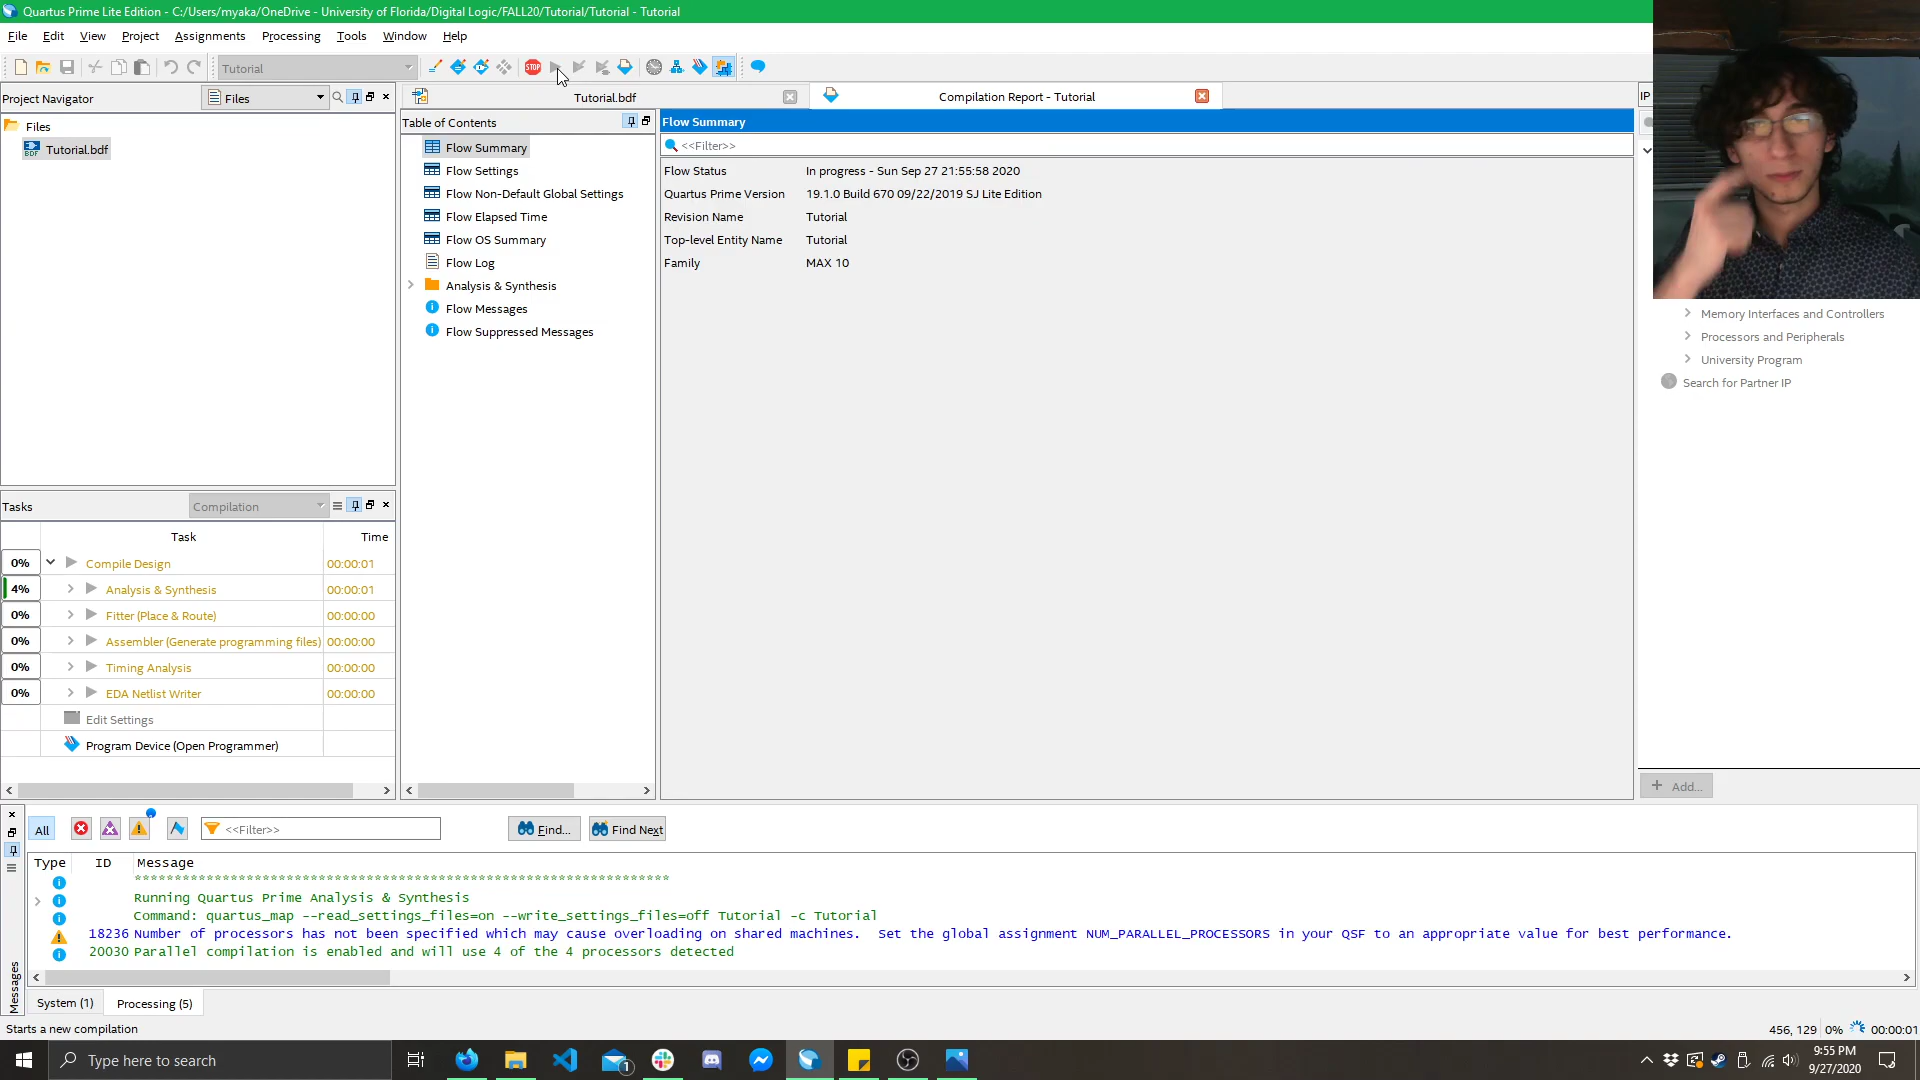 Quartus Prime Lite Edition - C:/Users/myaka/OneDrive - University of Florida/Digital Logic/FALL20/Tutorial/Tutorial - Tutorial
File Edit View Project Assignments Processing Tools Window Help
Tutorial
STOP
Project Navigator
Files
Files
Tutorial.bdf
Tutorial.bdf
Compilation Report - Tutorial
IP
Table of Contents
Flow Summary
Flow Settings
Flow Non-Default Global Settings
Flow Elapsed Time
Flow OS Summary
Flow Log
Analysis & Synthesis
Flow Messages
Flow Suppressed Messages
Flow Summary
<<Filter>>
Flow Status In progress - Sun Sep 27 21:55:58 2020
Quartus Prime Version 19.1.0 Build 670 09/22/2019 SJ Lite Edition
Revision Name Tutorial
Top-level Entity Name Tutorial
Family MAX 10
Memory Interfaces and Controllers
Processors and Peripherals
University Program
Search for Partner IP
+ Add...
Tasks Compilation
Task Time
0% Compile Design 00:00:01
4% Analysis & Synthesis 00:00:01
0% Fitter (Place & Route) 00:00:00
0% Assembler (Generate programming files) 00:00:00
0% Timing Analysis 00:00:00
0% EDA Netlist Writer 00:00:00
Edit Settings
Program Device (Open Programmer)
All <<Filter>> Find... Find Next
Type ID Message
*******************************************************************
Running Quartus Prime Analysis & Synthesis
Command: quartus_map --read_settings_files=on --write_settings_files=off Tutorial -c Tutorial
18236 Number of processors has not been specified which may cause overloading on shared machines. Set the global assignment NUM_PARALLEL_PROCESSORS in your QSF to an appropriate value for best performance.
20030 Parallel compilation is enabled and will use 4 of the 4 processors detected
Messages
System (1) Processing (5)
Starts a new compilation
456, 129 0% 00:00:01
Type here to search
1
9:55 PM
9/27/2020